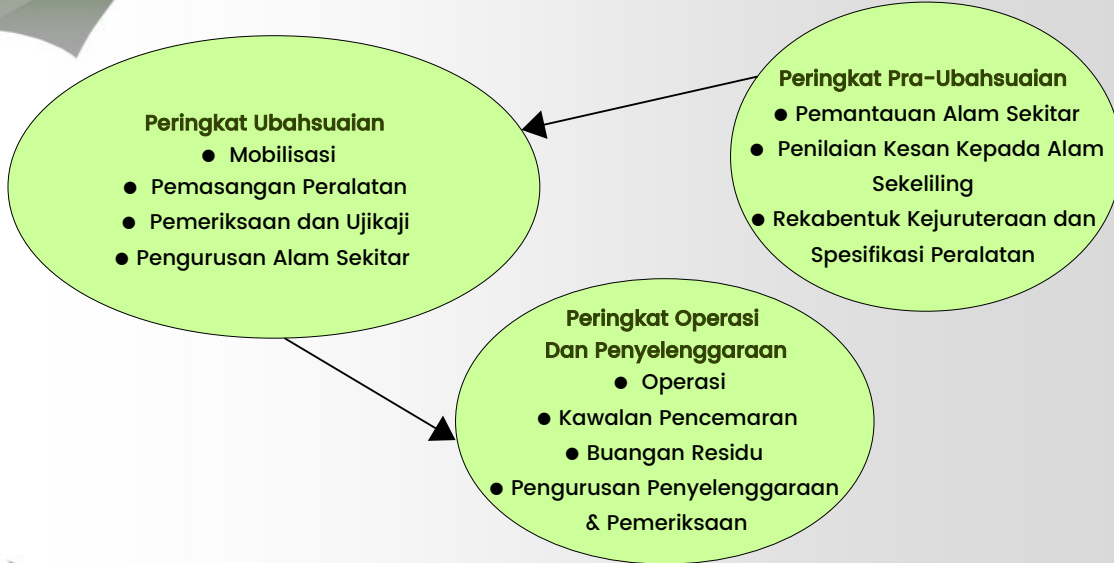 Peringkat Ubahsuaian
● Mobilisasi
● Pemasangan Peralatan
● Pemeriksaan dan Ujikaji
● Pengurusan Alam Sekitar
Peringkat Pra-Ubahsuaian
● Pemantauan Alam Sekitar
● Penilaian Kesan Kepada Alam
Sekeliling
● Rekabentuk Kejuruteraan dan
Spesifikasi Peralatan
Peringkat Operasi
Dan Penyelenggaraan
● Operasi
● Kawalan Pencemaran
● Buangan Residu
● Pengurusan Penyelenggaraan
& Pemeriksaan